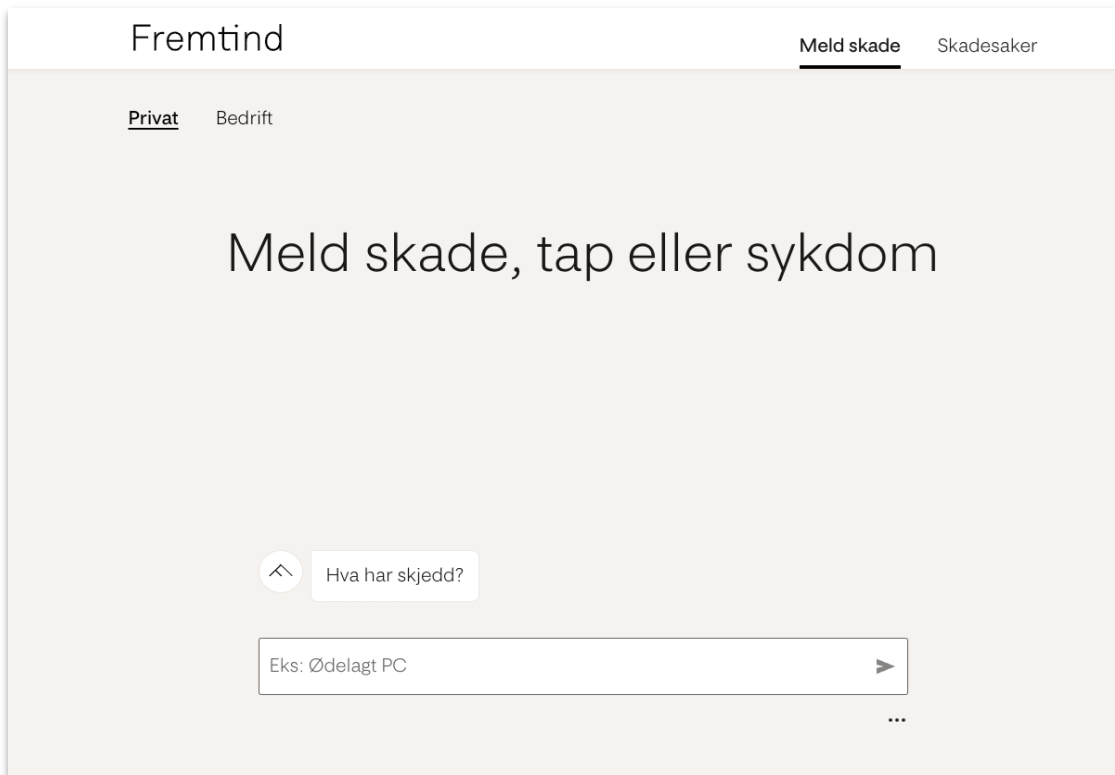 Fremtind
Meld skade Skadesaker
Privat Bedrift
Meld skade, tap eller sykdom
Hva har skjedd?
Eks: Ødelagt PC
...